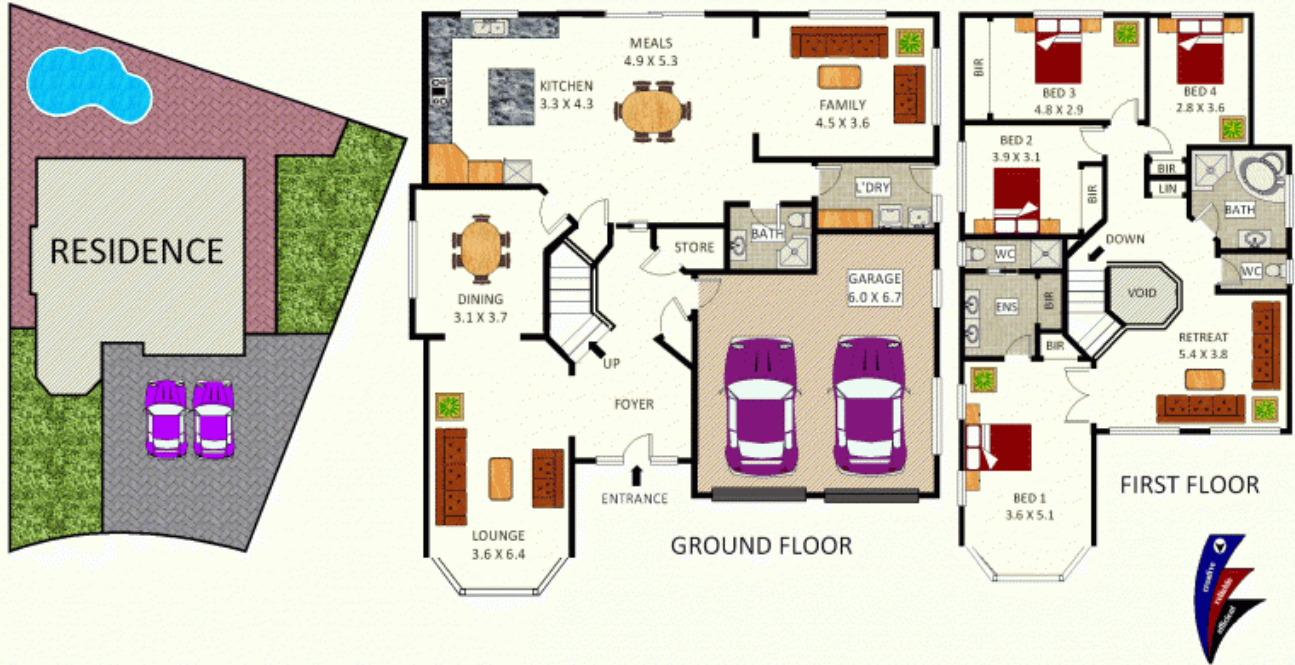 RESIDENCE
MEALS
4.9 X 5.3
KITCHEN
3.3 X 4.3
FAMILY
4.5 X 3.6
L'DRY
BATH
STORE
DINING
3.1 X 3.7
GARAGE
6.0 X 6.7
UP
FOYER
ENTRANCE
LOUNGE
3.6 X 6.4
GROUND FLOOR
BIR
BED 3
4.8 X 2.9
BED 4
2.8 X 3.6
BED 2
3.9 X 3.1
BIR
BIR
LIN
BATH
DOWN
WC
WC
VOID
ENS
BIR
BIR
RETREAT
5.4 X 3.8
BED 1
3.6 X 5.1
FIRST FLOOR
creative
reliable
efficient